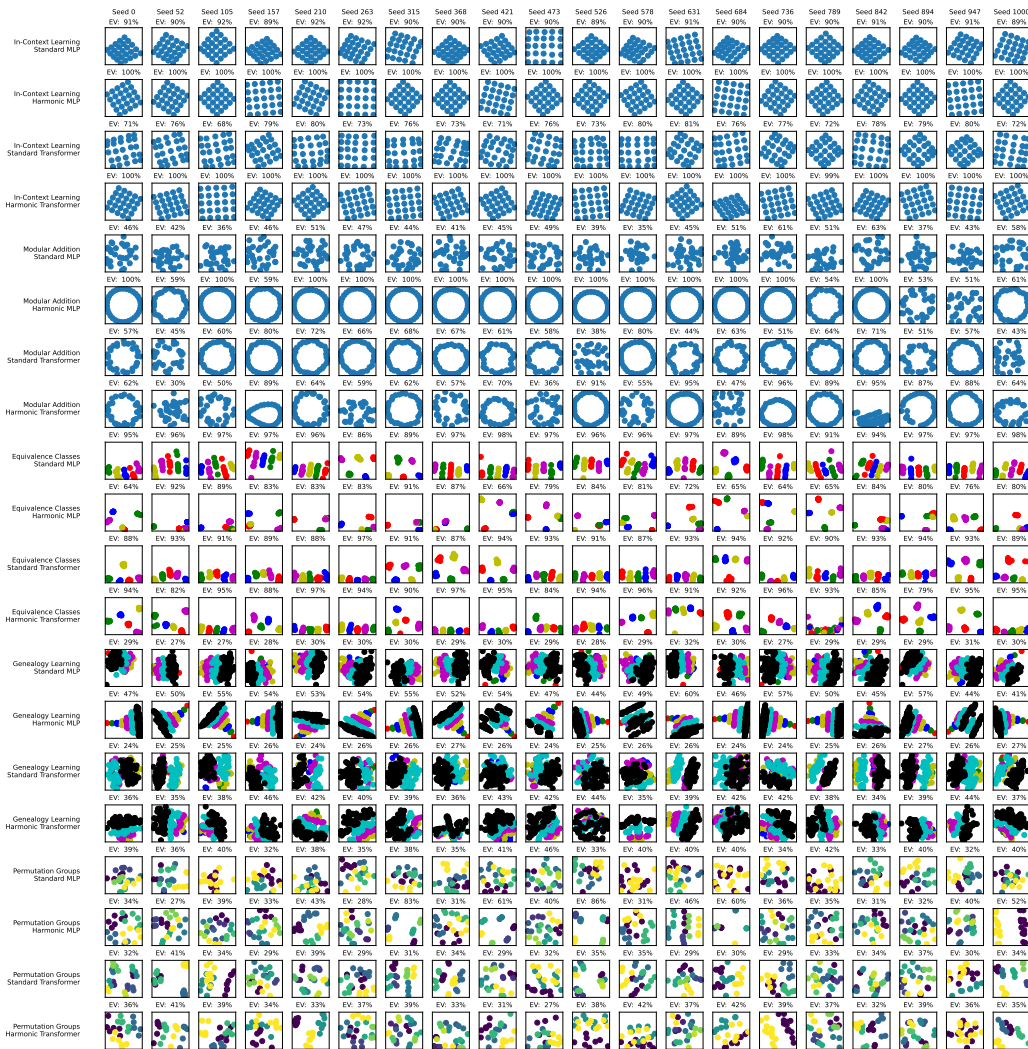 Seed 0 Seed 52 Seed 105 Seed 157 Seed 210 Seed 263 Seed 315 Seed 368 Seed 421 Seed 473 Seed 526 Seed 578 Seed 631 Seed 684 Seed 736 Seed 789 Seed 842 Seed 894 Seed 947 Seed 1000
EV: 91% EV: 90% EV: 92% EV: 89% EV: 92% EV: 92% EV: 90% EV: 90% EV: 90% EV: 90% EV: 89% EV: 90% EV: 91% EV: 90% EV: 90% EV: 90% EV: 90% EV: 90% EV: 91% EV: 89%
In-Context Learning
Standard MLP
EV: 100% EV: 100% EV: 100% EV: 100% EV: 100% EV: 100% EV: 100% EV: 100% EV: 100% EV: 100% EV: 100% EV: 100% EV: 100% EV: 100% EV: 100% EV: 100% EV: 100% EV: 100% EV: 100% EV: 100%
In-Context Learning
Harmonic MLP
EV: 71% EV: 76% EV: 68% EV: 79% EV: 80% EV: 73% EV: 76% EV: 73% EV: 71% EV: 76% EV: 73% EV: 80% EV: 81% EV: 76% EV: 77% EV: 72% EV: 78% EV: 79% EV: 80% EV: 72%
In-Context Learning
Standard Transformer
EV: 100% EV: 100% EV: 100% EV: 100% EV: 100% EV: 100% EV: 100% EV: 100% EV: 100% EV: 100% EV: 100% EV: 100% EV: 100% EV: 100% EV: 100% EV: 99% EV: 100% EV: 100% EV: 100% EV: 100%
In-Context Learning
Harmonic Transformer
EV: 46% EV: 42% EV: 36% EV: 46% EV: 51% EV: 47% EV: 44% EV: 41% EV: 45% EV: 49% EV: 39% EV: 35% EV: 45% EV: 51% EV: 61% EV: 51% EV: 63% EV: 37% EV: 43% EV: 58%
Modular Addition
Standard MLP
EV: 100% EV: 59% EV: 100% EV: 59% EV: 100% EV: 100% EV: 100% EV: 100% EV: 100% EV: 100% EV: 100% EV: 100% EV: 100% EV: 100% EV: 100% EV: 54% EV: 100% EV: 53% EV: 51% EV: 61%
Modular Addition
Harmonic MLP
EV: 57% EV: 45% EV: 60% EV: 80% EV: 72% EV: 66% EV: 68% EV: 67% EV: 61% EV: 58% EV: 38% EV: 80% EV: 44% EV: 63% EV: 51% EV: 64% EV: 71% EV: 51% EV: 57% EV: 43%
Modular Addition
Standard Transformer
EV: 62% EV: 30% EV: 50% EV: 89% EV: 64% EV: 59% EV: 62% EV: 57% EV: 70% EV: 36% EV: 91% EV: 55% EV: 95% EV: 47% EV: 96% EV: 89% EV: 95% EV: 87% EV: 88% EV: 64%
Modular Addition
Harmonic Transformer
EV: 95% EV: 96% EV: 97% EV: 97% EV: 96% EV: 86% EV: 89% EV: 97% EV: 98% EV: 97% EV: 96% EV: 96% EV: 97% EV: 89% EV: 98% EV: 91% EV: 94% EV: 97% EV: 97% EV: 98%
Equivalence Classes
Standard MLP
EV: 64% EV: 92% EV: 89% EV: 83% EV: 83% EV: 83% EV: 91% EV: 87% EV: 66% EV: 79% EV: 84% EV: 81% EV: 72% EV: 65% EV: 64% EV: 65% EV: 84% EV: 80% EV: 76% EV: 80%
Equivalence Classes
Harmonic MLP
EV: 88% EV: 93% EV: 91% EV: 89% EV: 88% EV: 97% EV: 91% EV: 87% EV: 94% EV: 93% EV: 91% EV: 87% EV: 93% EV: 94% EV: 92% EV: 90% EV: 93% EV: 94% EV: 93% EV: 89%
Equivalence Classes
Standard Transformer
EV: 94% EV: 82% EV: 95% EV: 88% EV: 97% EV: 94% EV: 90% EV: 97% EV: 95% EV: 84% EV: 94% EV: 96% EV: 91% EV: 92% EV: 96% EV: 93% EV: 85% EV: 79% EV: 95% EV: 95%
Equivalence Classes
Harmonic Transformer
EV: 29% EV: 28% EV: 27% EV: 28% EV: 30% EV: 30% EV: 30% EV: 29% EV: 30% EV: 29% EV: 28% EV: 29% EV: 32% EV: 30% EV: 27% EV: 29% EV: 29% EV: 29% EV: 31% EV: 30%
Genealogy Learning
Standard MLP
EV: 47% EV: 50% EV: 55% EV: 54% EV: 53% EV: 54% EV: 55% EV: 52% EV: 54% EV: 47% EV: 44% EV: 49% EV: 60% EV: 46% EV: 57% EV: 50% EV: 45% EV: 57% EV: 44% EV: 41%
Genealogy Learning
Harmonic MLP
EV: 24% EV: 25% EV: 25% EV: 26% EV: 24% EV: 26% EV: 26% EV: 27% EV: 26% EV: 24% EV: 25% EV: 26% EV: 26% EV: 24% EV: 24% EV: 25% EV: 26% EV: 27% EV: 26% EV: 27%
Genealogy Learning
Standard Transformer
EV: 36% EV: 35% EV: 38% EV: 46% EV: 42% EV: 40% EV: 39% EV: 36% EV: 43% EV: 42% EV: 44% EV: 35% EV: 39% EV: 42% EV: 42% EV: 38% EV: 34% EV: 39% EV: 44% EV: 37%
Genealogy Learning
Harmonic Transformer
EV: 39% EV: 36% EV: 40% EV: 32% EV: 38% EV: 35% EV: 38% EV: 35% EV: 41% EV: 46% EV: 33% EV: 40% EV: 40% EV: 40% EV: 34% EV: 42% EV: 33% EV: 40% EV: 32% EV: 40%
Permutation Groups
Standard MLP
EV: 34% EV: 27% EV: 39% EV: 33% EV: 43% EV: 28% EV: 83% EV: 31% EV: 61% EV: 40% EV: 86% EV: 31% EV: 46% EV: 60% EV: 36% EV: 35% EV: 31% EV: 32% EV: 40% EV: 52%
Permutation Groups
Harmonic MLP
EV: 32% EV: 41% EV: 34% EV: 29% EV: 39% EV: 29% EV: 31% EV: 34% EV: 29% EV: 32% EV: 35% EV: 35% EV: 29% EV: 30% EV: 29% EV: 33% EV: 34% EV: 37% EV: 30% EV: 34%
Permutation Groups
Standard Transformer
EV: 36% EV: 41% EV: 39% EV: 34% EV: 33% EV: 37% EV: 39% EV: 33% EV: 31% EV: 27% EV: 38% EV: 42% EV: 37% EV: 42% EV: 39% EV: 37% EV: 32% EV: 39% EV: 36% EV: 35%
Permutation Groups
Harmonic Transformer